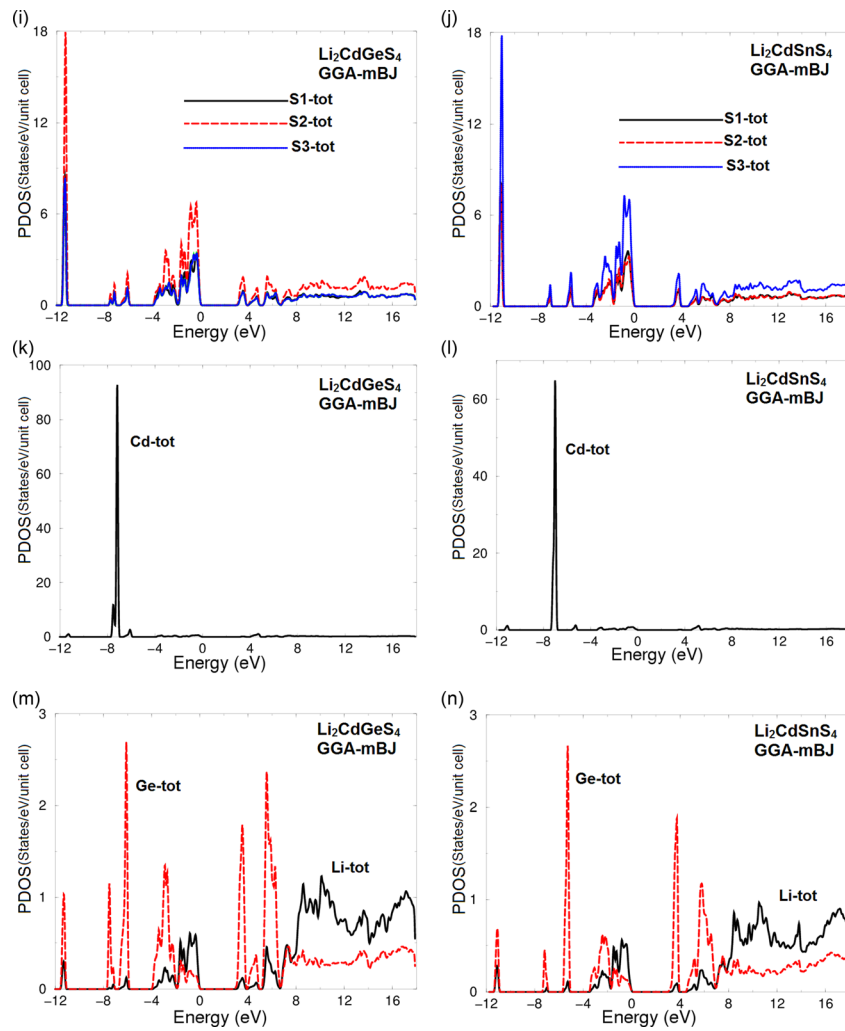 (i)
Li₂CdGeS₄
GGA-mBJ
S1-tot
S2-tot
S3-tot
PDOS(States/eV/unit cell)
18
12
6
0
−12 −8 −4 0 4 8 12 16
Energy (eV)
(j)
Li₂CdSnS₄
GGA-mBJ
S1-tot
S2-tot
S3-tot
PDOS(States/eV/unit cell)
18
12
6
0
−12 −8 −4 0 4 8 12 16
Energy (eV)
(k)
Li₂CdGeS₄
GGA-mBJ
Cd-tot
PDOS(States/eV/unit cell)
100
80
60
40
20
0
−12 −8 −4 0 4 8 12 16
Energy (eV)
(l)
Li₂CdSnS₄
GGA-mBJ
Cd-tot
PDOS(States/eV/unit cell)
60
40
20
0
−12 −8 −4 0 4 8 12 16
Energy (eV)
(m)
Li₂CdGeS₄
GGA-mBJ
Ge-tot
Li-tot
PDOS(States/eV/unit cell)
3
2
1
0
−12 −8 −4 0 4 8 12 16
Energy (eV)
(n)
Li₂CdSnS₄
GGA-mBJ
Ge-tot
Li-tot
PDOS(States/eV/unit cell)
3
2
1
0
−12 −8 −4 0 4 8 12 16
Energy (eV)